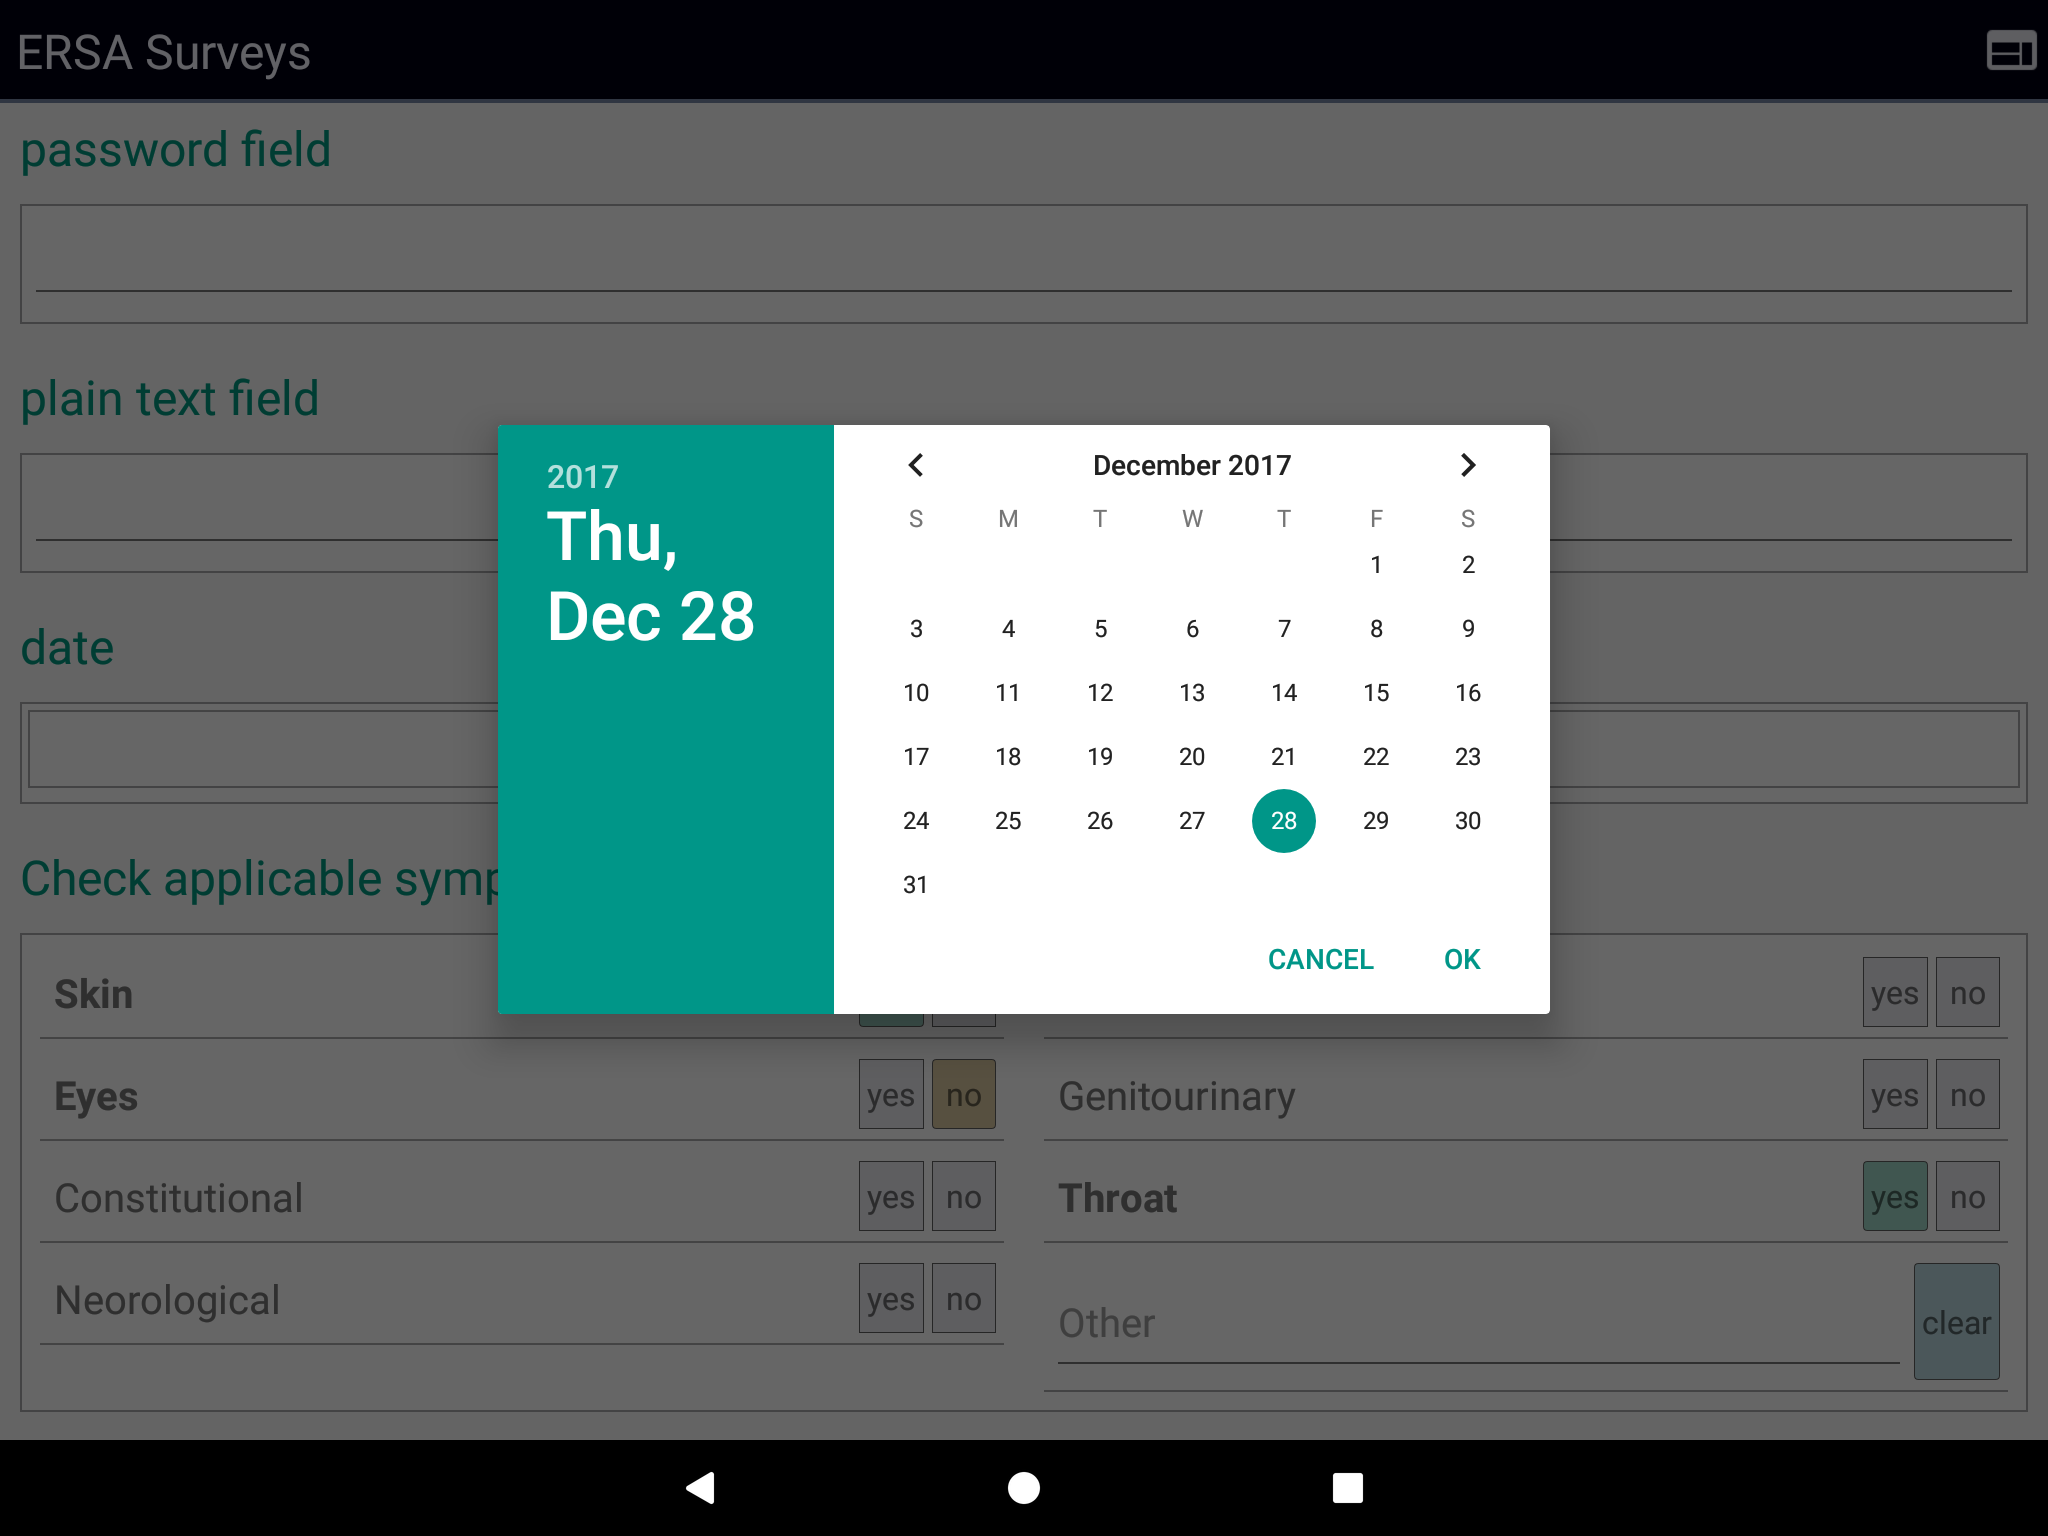 ERSA Surveys
password field
plain text field
2017
Thu,
Dec 28
December 2017
S M T W T F S
1 2
3 4 5 6 7 8 9
10 11 12 13 14 15 16
17 18 19 20 21 22 23
24 25 26 27 28 29 30
31
CANCEL OK
date
Check applicable symp
Skin
yes no
Eyes yes no
Genitourinary yes no
Constitutional yes no
Throat yes no
Neorological yes no
Other clear